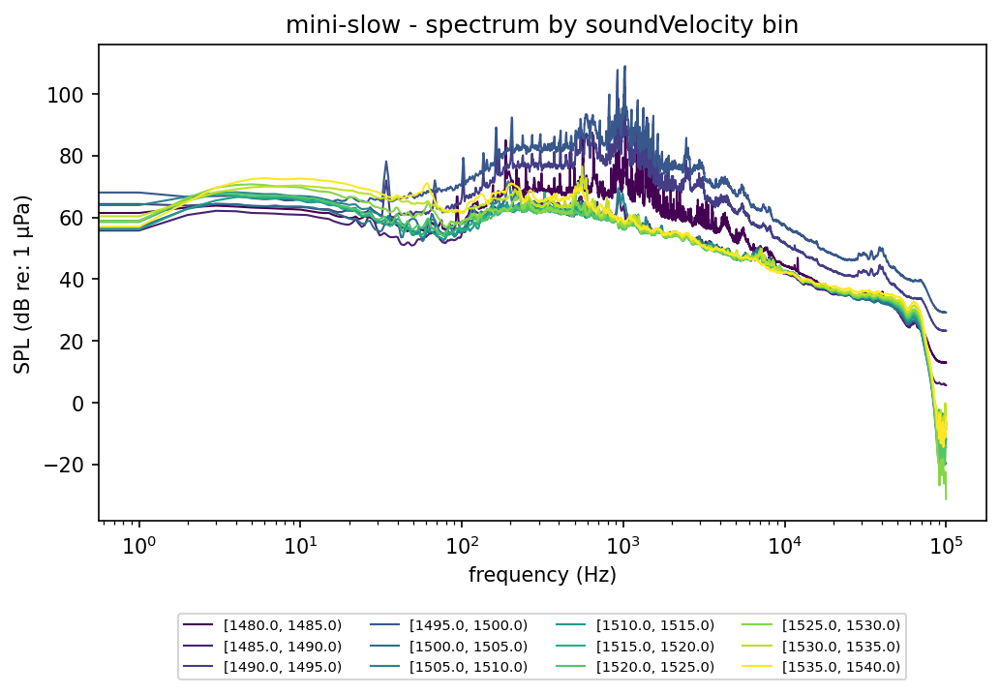 mini-slow - spectrum by soundVelocity bin
SPL (dB re: 1 μPa)
100
80
60
40
20
0
−20
10⁰ 10¹ 10² 10³ 10⁴ 10⁵
frequency (Hz)
[1480.0, 1485.0) [1495.0, 1500.0) [1510.0, 1515.0) [1525.0, 1530.0)
[1485.0, 1490.0) [1500.0, 1505.0) [1515.0, 1520.0) [1530.0, 1535.0)
[1490.0, 1495.0) [1505.0, 1510.0) [1520.0, 1525.0) [1535.0, 1540.0)